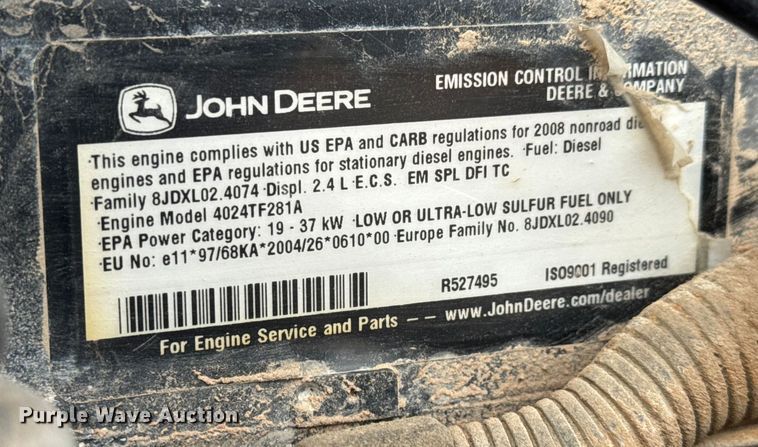 JOHN DEERE
EMISSION CONTROL
DEERE &
·This engine complies with US EPA and CARB regulations for 2008 nonroad
engines and EPA regulations for stationary diesel engines. ·Fuel: Diesel
·Family 8JDXL02.4074 ·Displ. 2.4 L ·E.C.S. EM SPL DFI TC
·Engine Model 4024TF281A
·EPA Power Category: 19 - 37 kW ·LOW OR ULTRA-LOW SULFUR FUEL ONLY
·EU No: e11*97/68KA*2004/26*0610*00 ·Europe Family No. 8JDXL02.4090
R527495 ISO9001 Registered
For Engine Service and Parts – – www.JohnDeere.com/dealer
Purple Wave Auction